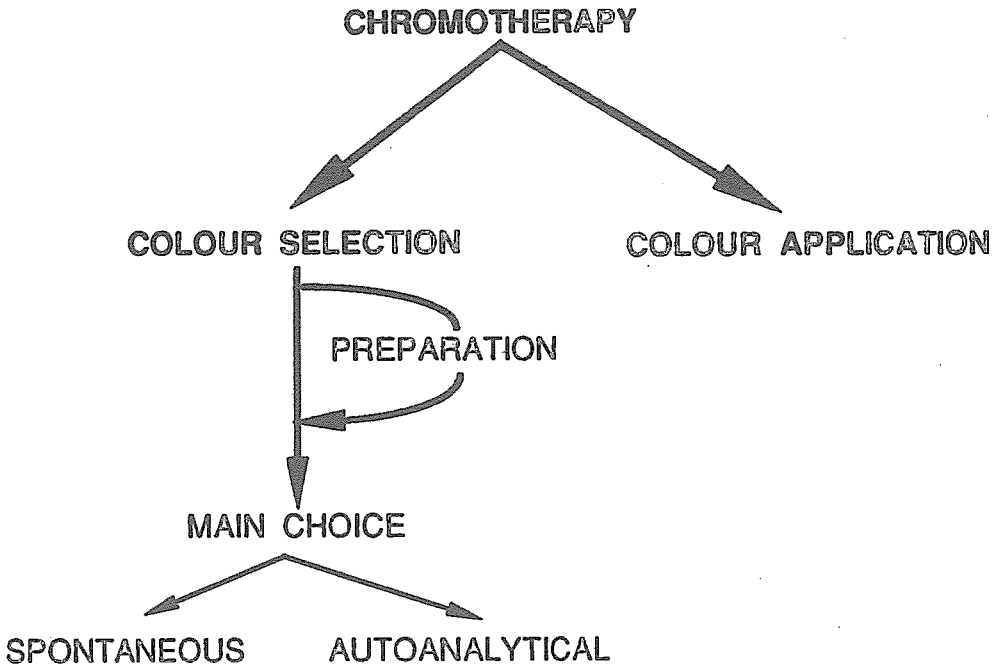 CHROMOTHERAPY
COLOUR SELECTION COLOUR APPLICATION
PREPARATION
MAIN CHOICE
SPONTANEOUS AUTOANALYTICAL